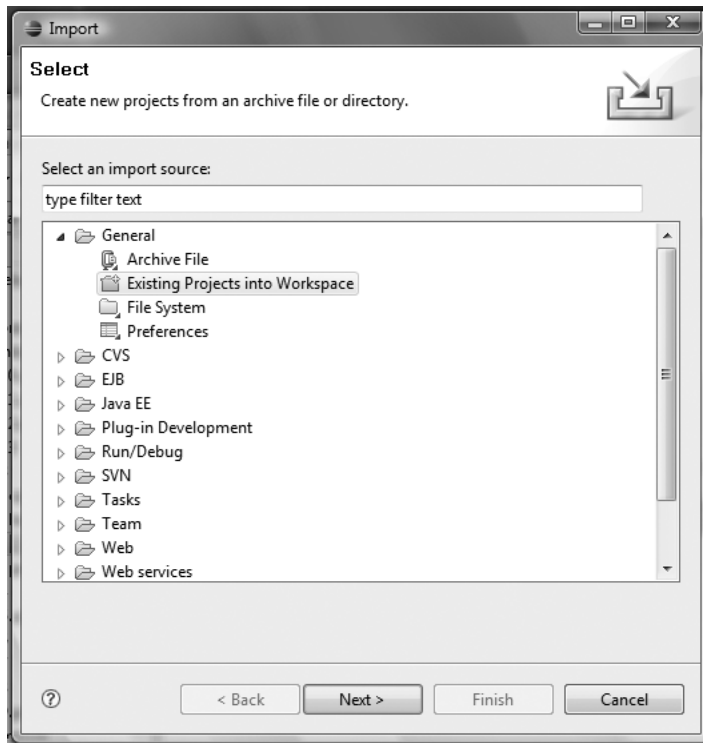 Import
Select
Create new projects from an archive file or directory.
Select an import source:
type filter text
General
Archive File
Existing Projects into Workspace
File System
Preferences
CVS
EJB
Java EE
Plug-in Development
Run/Debug
SVN
Tasks
Team
Web
Web services
< Back Next > Finish Cancel